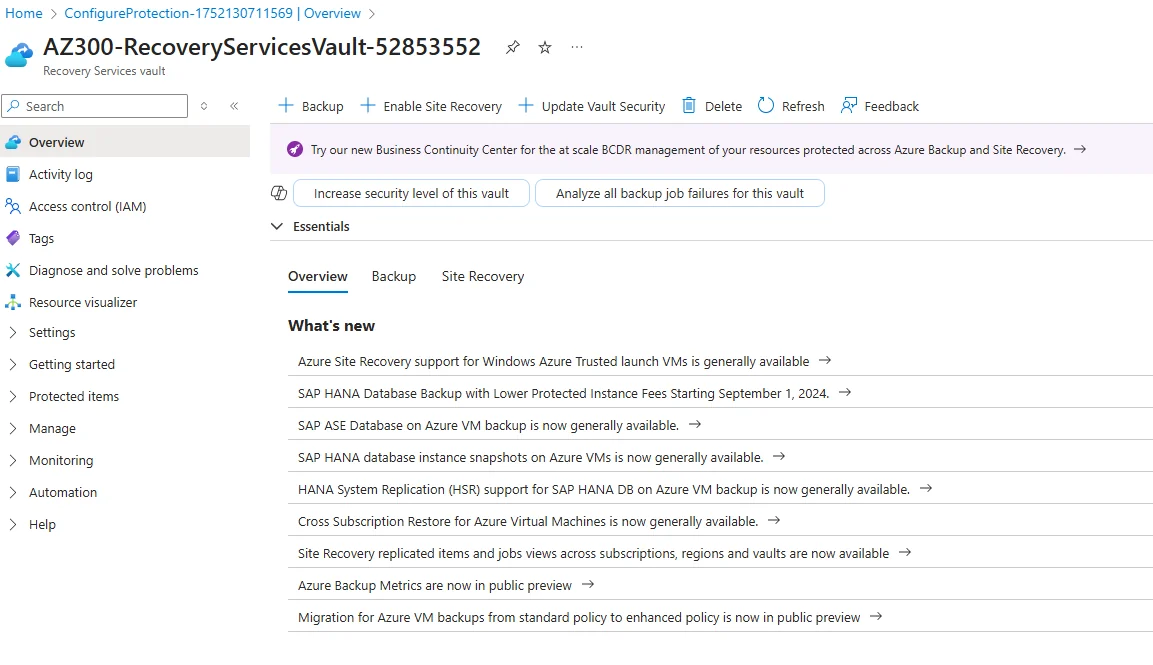 Home > ConfigureProtection-1752130711569 | Overview >
AZ300-RecoveryServicesVault-52853552
Recovery Services vault
Search
Backup Enable Site Recovery Update Vault Security Delete Refresh Feedback
Overview
Activity log
Access control (IAM)
Tags
Diagnose and solve problems
Resource visualizer
Settings
Getting started
Protected items
Manage
Monitoring
Automation
Help
Try our new Business Continuity Center for the at scale BCDR management of your resources protected across Azure Backup and Site Recovery. →
Increase security level of this vault Analyze all backup job failures for this vault
Essentials
Overview Backup Site Recovery
What's new
Azure Site Recovery support for Windows Azure Trusted launch VMs is generally available →
SAP HANA Database Backup with Lower Protected Instance Fees Starting September 1, 2024. →
SAP ASE Database on Azure VM backup is now generally available. →
SAP HANA database instance snapshots on Azure VMs is now generally available. →
HANA System Replication (HSR) support for SAP HANA DB on Azure VM backup is now generally available. →
Cross Subscription Restore for Azure Virtual Machines is now generally available. →
Site Recovery replicated items and jobs views across subscriptions, regions and vaults are now available →
Azure Backup Metrics are now in public preview →
Migration for Azure VM backups from standard policy to enhanced policy is now in public preview →